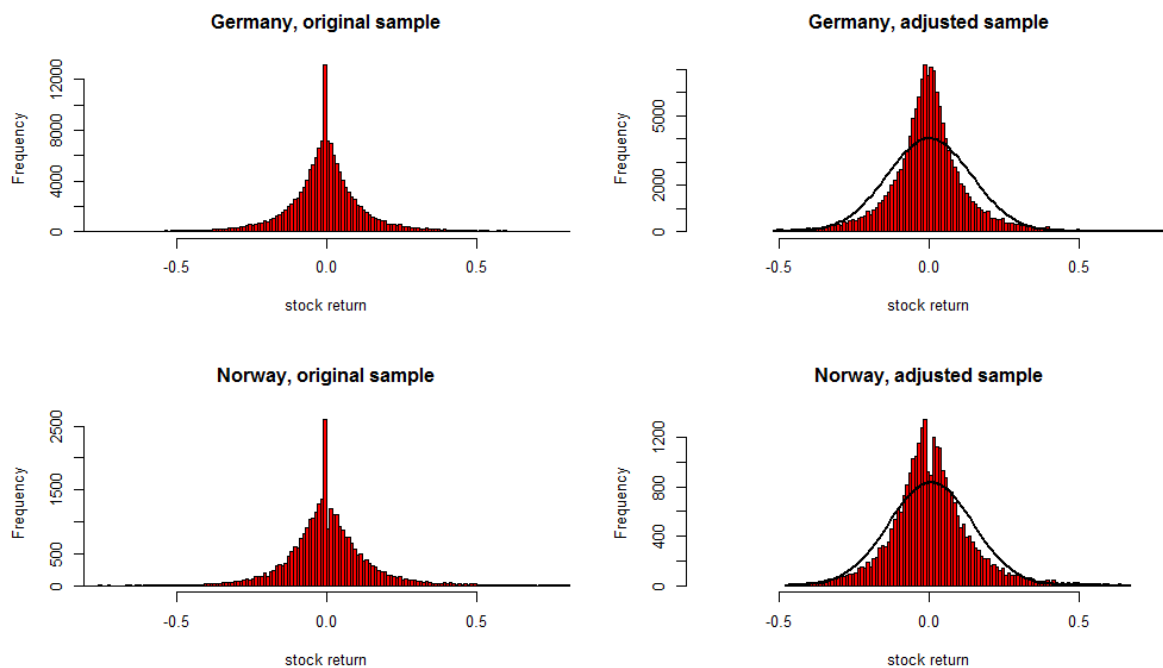 Germany, original sample
Frequency
0 4000 8000 12000
-0.5 0.0 0.5
stock return
Germany, adjusted sample
Frequency
0 2000 5000
-0.5 0.0 0.5
stock return
Norway, original sample
Frequency
0 500 1500 2500
-0.5 0.0 0.5
stock return
Norway, adjusted sample
Frequency
0 400 800 1200
-0.5 0.0 0.5
stock return